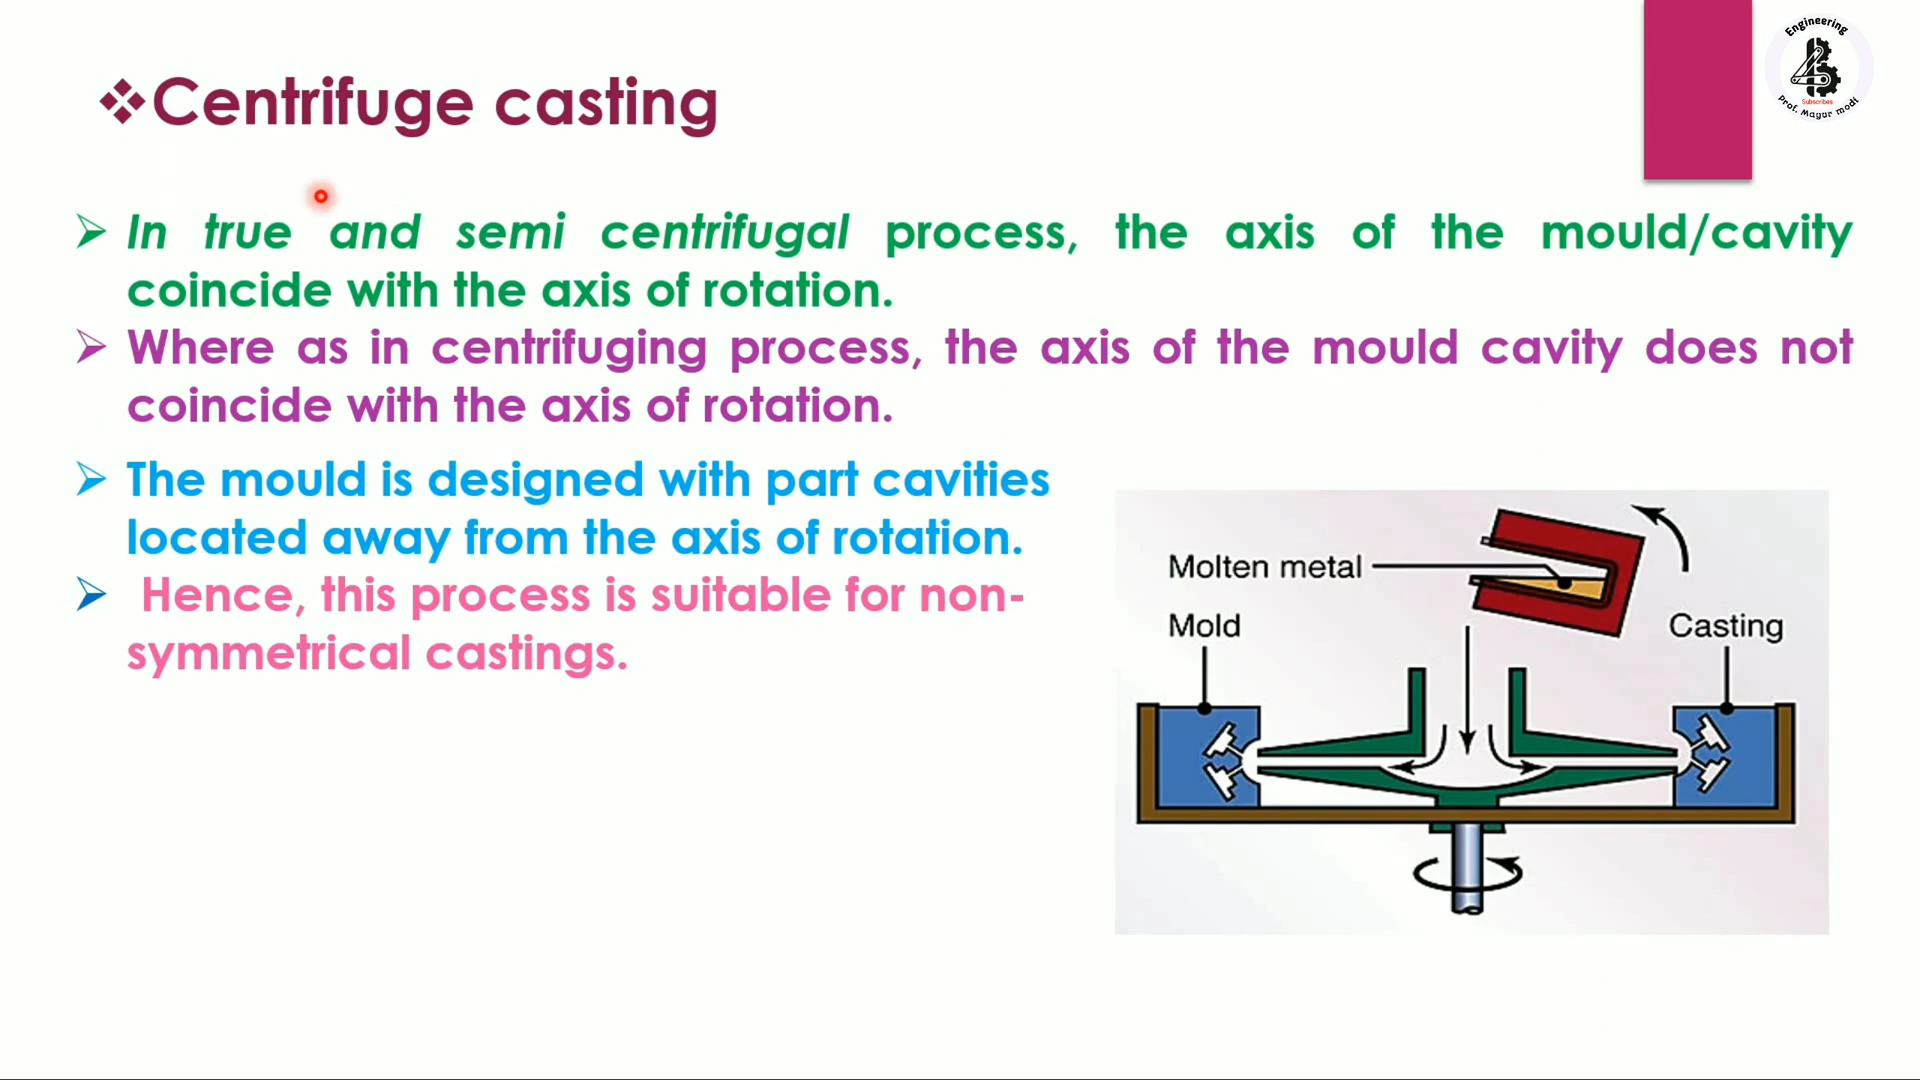 Engineering
Subscribes
Prof. Mayur modi
❖Centrifuge casting
➢ In true and semi centrifugal process, the axis of the mould/cavity
coincide with the axis of rotation.
➢ Where as in centrifuging process, the axis of the mould cavity does not
coincide with the axis of rotation.
➢ The mould is designed with part cavities
located away from the axis of rotation.
➢ Hence, this process is suitable for non-
symmetrical castings.
Molten metal
Mold
Casting